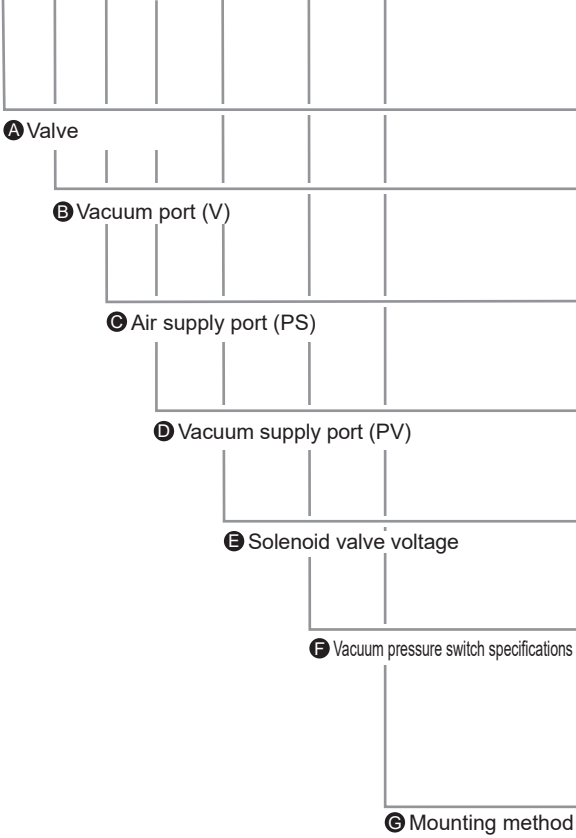 A Valve
B Vacuum port (V)
C Air supply port (PS)
D Vacuum supply port (PV)
E Solenoid valve voltage
F Vacuum pressure switch specifications
G Mounting method